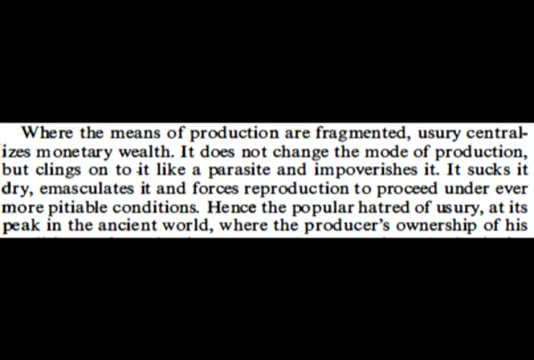 Where the means of production are fragmented, usury central-
izes monetary wealth. It does not change the mode of production,
but clings on to it like a parasite and impoverishes it. It sucks it
dry, emasculates it and forces reproduction to proceed under ever
more pitiable conditions. Hence the popular hatred of usury, at its
peak in the ancient world, where the producer's ownership of his